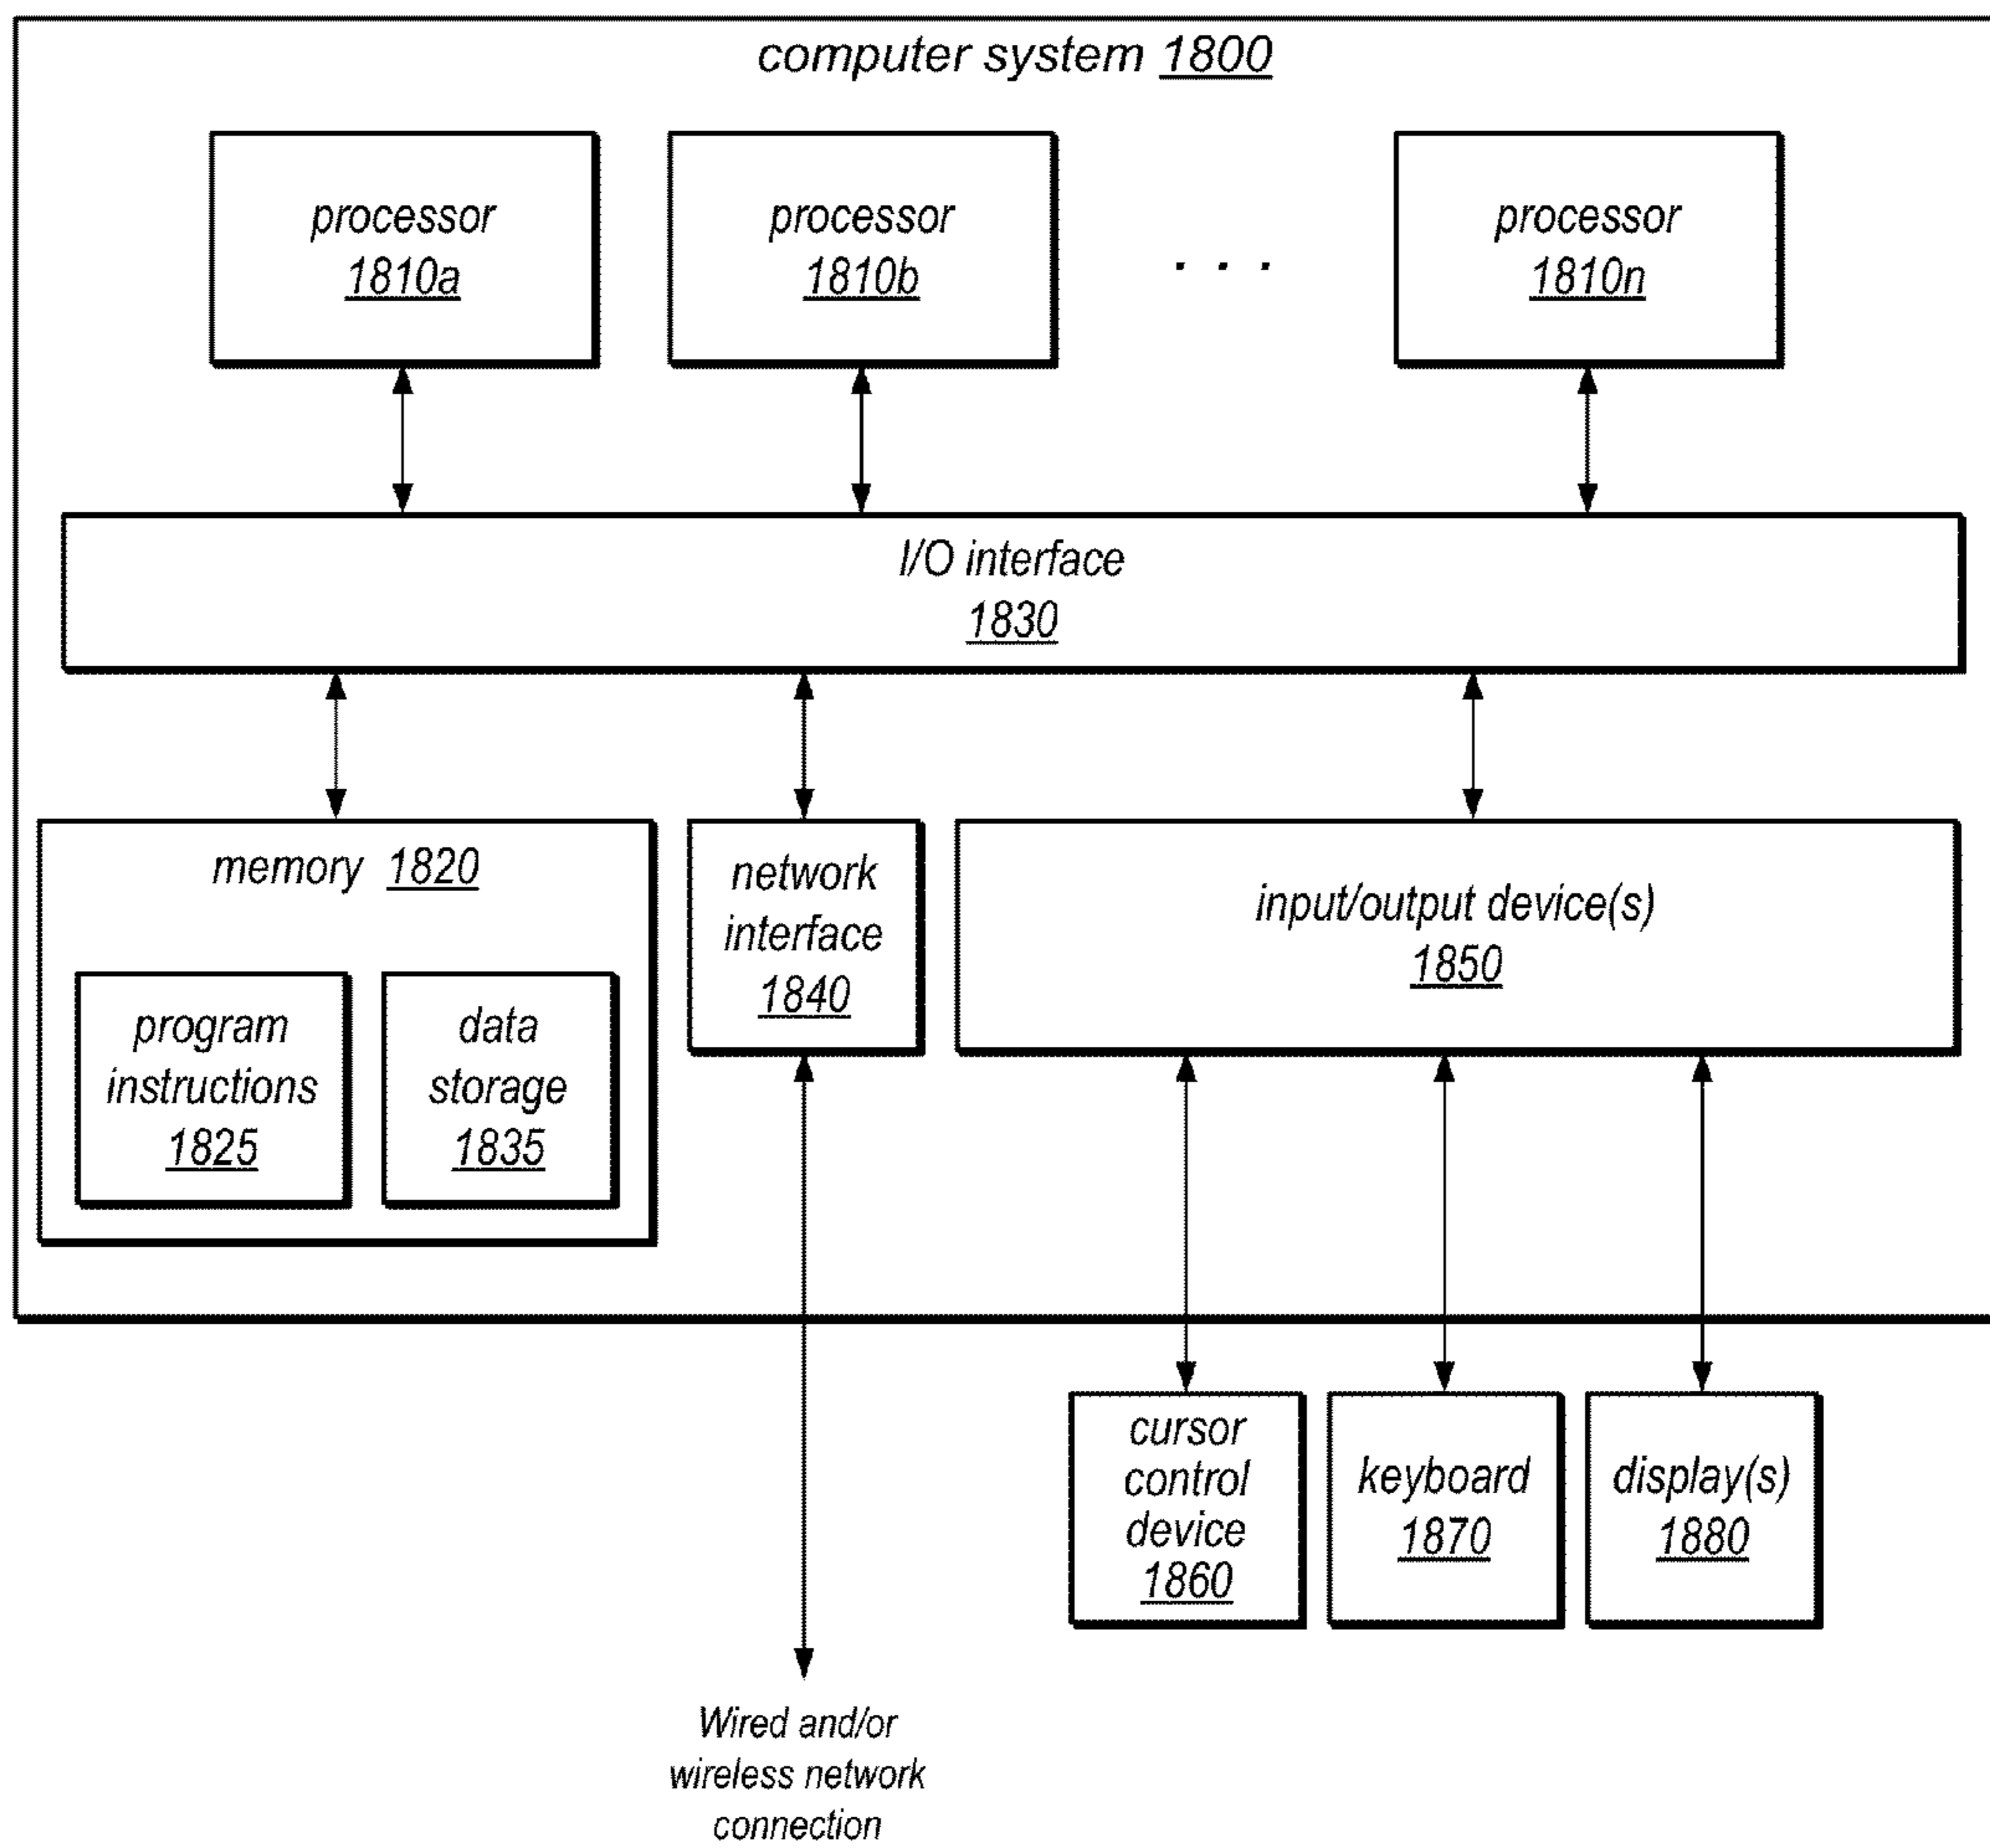 computer system 1800
processor
1810a
processor
1810b
. . .
processor
1810n
I/O interface
1830
memory 1820
program
instructions
1825
data
storage
1835
network
interface
1840
input/output device(s)
1850
cursor
control
device
1860
keyboard
1870
display(s)
1880
Wired and/or
wireless network
connection